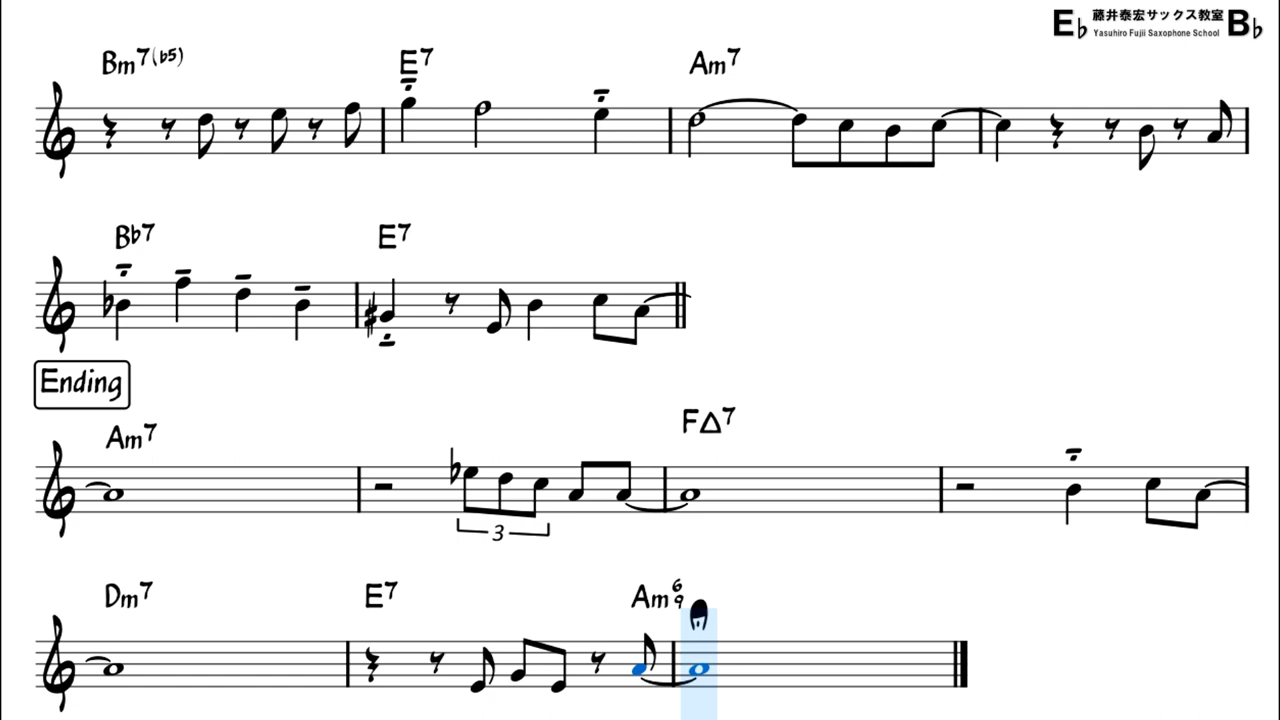 E♭ 藤井泰宏サックス教室 B♭
Yasuhiro Fujii Saxophone School
Bm7(♭5) E7 Am7
B♭7 E7
Ending
Am7 F△7
3
Dm7 E7 Am6 9